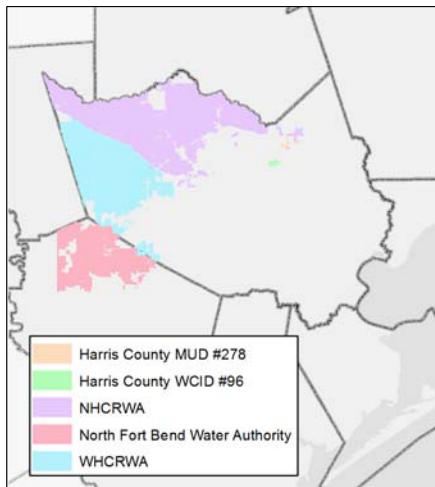 Harris County MUD #278
Harris County WCID #96
NHCRWA
North Fort Bend Water Authority
WHCRWA